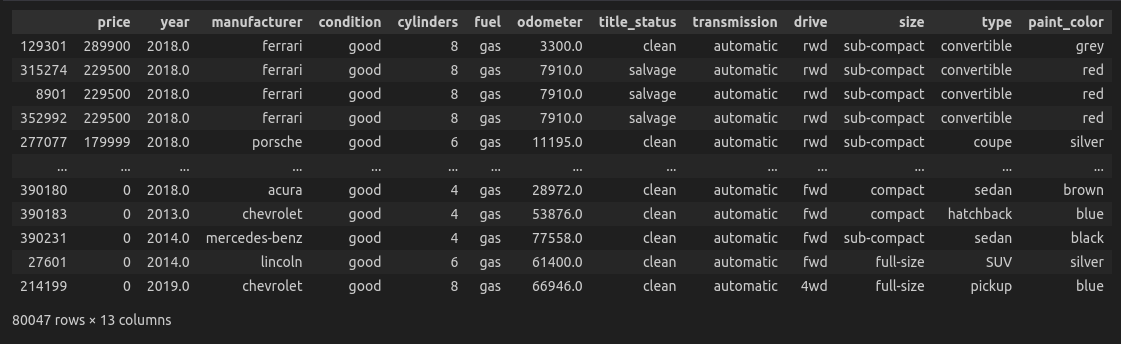 price year manufacturer condition cylinders fuel odometer title_status transmission drive size type paint_color
129301 289900 2018.0 ferrari good 8 gas 3300.0 clean automatic rwd sub-compact convertible grey
315274 229500 2018.0 ferrari good 8 gas 7910.0 salvage automatic rwd sub-compact convertible red
8901 229500 2018.0 ferrari good 8 gas 7910.0 salvage automatic rwd sub-compact convertible red
352992 229500 2018.0 ferrari good 8 gas 7910.0 salvage automatic rwd sub-compact convertible red
277077 179999 2018.0 porsche good 6 gas 11195.0 clean automatic rwd sub-compact coupe silver
... ... ... ... ... ... ... ... ... ... ... ... ... ...
390180 0 2018.0 acura good 4 gas 28972.0 clean automatic fwd compact sedan brown
390183 0 2013.0 chevrolet good 4 gas 53876.0 clean automatic fwd compact hatchback blue
390231 0 2014.0 mercedes-benz good 4 gas 77558.0 clean automatic fwd sub-compact sedan black
27601 0 2014.0 lincoln good 6 gas 61400.0 clean automatic fwd full-size SUV silver
214199 0 2019.0 chevrolet good 8 gas 66946.0 clean automatic 4wd full-size pickup blue
80047 rows × 13 columns